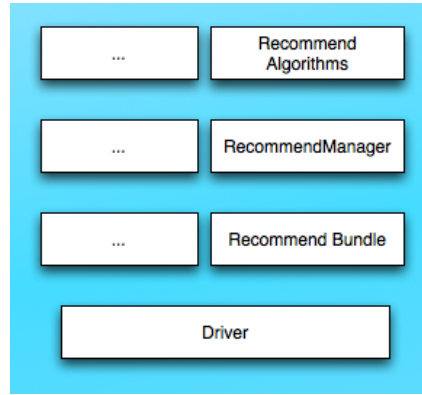 ...
Recommend
Algorithms
...
RecommendManager
...
Recommend Bundle
Driver